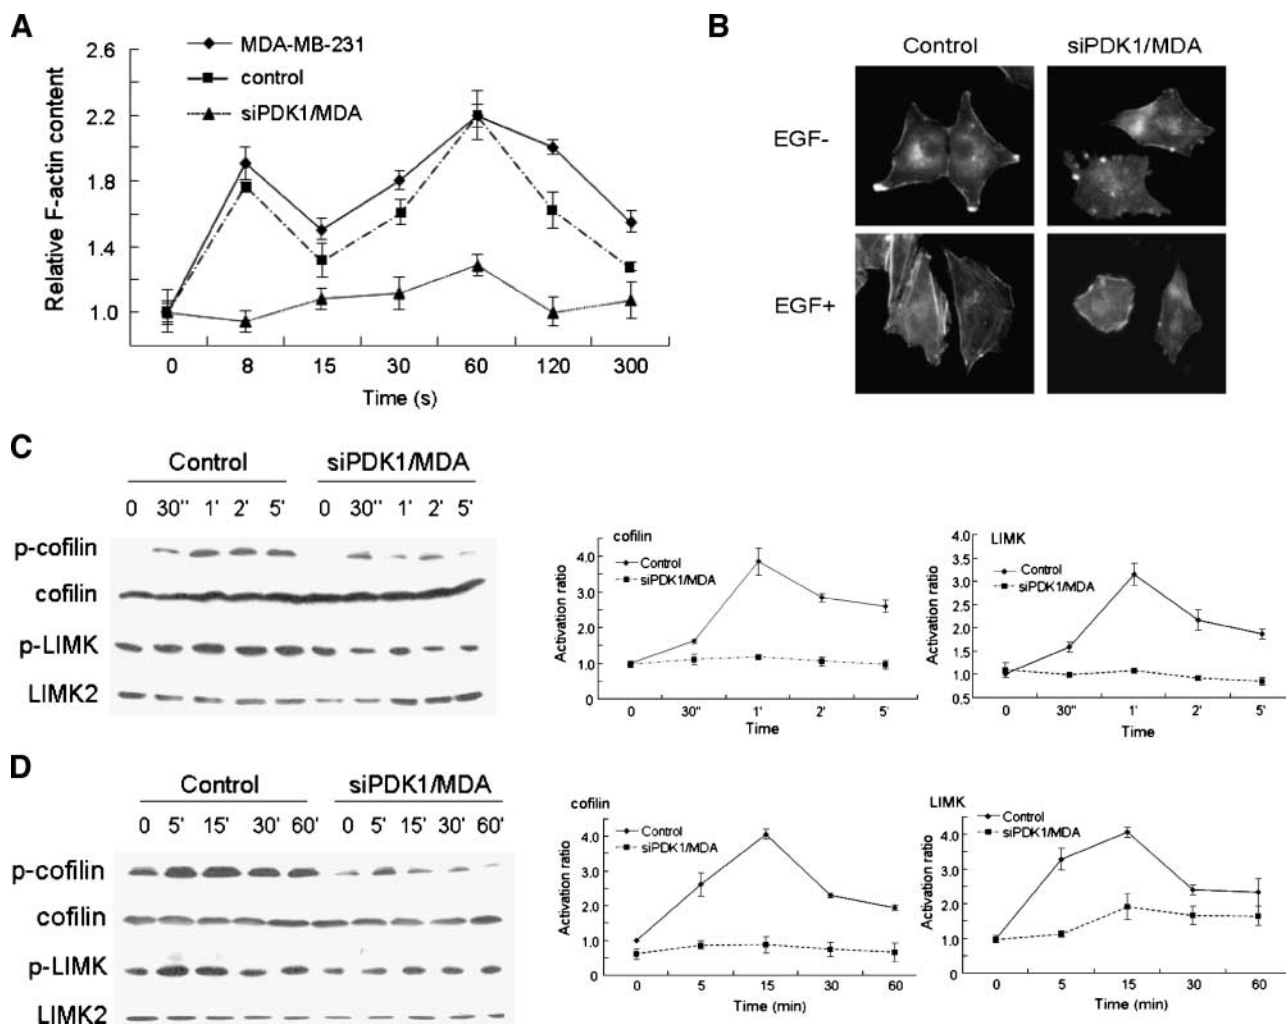 A
MDA-MB-231
control
siPDK1/MDA
2.6
2.2
1.8
1.4
1.0
Relative F-actin content
0 8 15 30 60 120 300
Time (s)
B
Control siPDK1/MDA
EGF-
EGF+
C
Control siPDK1/MDA
0 30" 1' 2' 5' 0 30" 1' 2' 5'
p-cofilin
cofilin
p-LIMK
LIMK2
cofilin
Control
siPDK1/MDA
4.0
3.0
2.0
1.0
0
Activation ratio
0 30" 1' 2' 5'
Time
LIMK
Control
siPDK1/MDA
4.0
3.5
3.0
2.5
2.0
1.5
1.0
0.5
Activation ratio
0 30" 1' 2' 5'
Time
D
Control siPDK1/MDA
0 5' 15' 30' 60' 0 5' 15' 30' 60'
p-cofilin
cofilin
p-LIMK
LIMK2
cofilin
Control
siPDK1/MDA
4.0
3.0
2.0
1.0
0
Activation ratio
0 5 15 30 60
Time (min)
LIMK
Control
siPDK1/MDA
4.0
3.0
2.0
1.0
0
Activation ratio
0 5 15 30 60
Time (min)